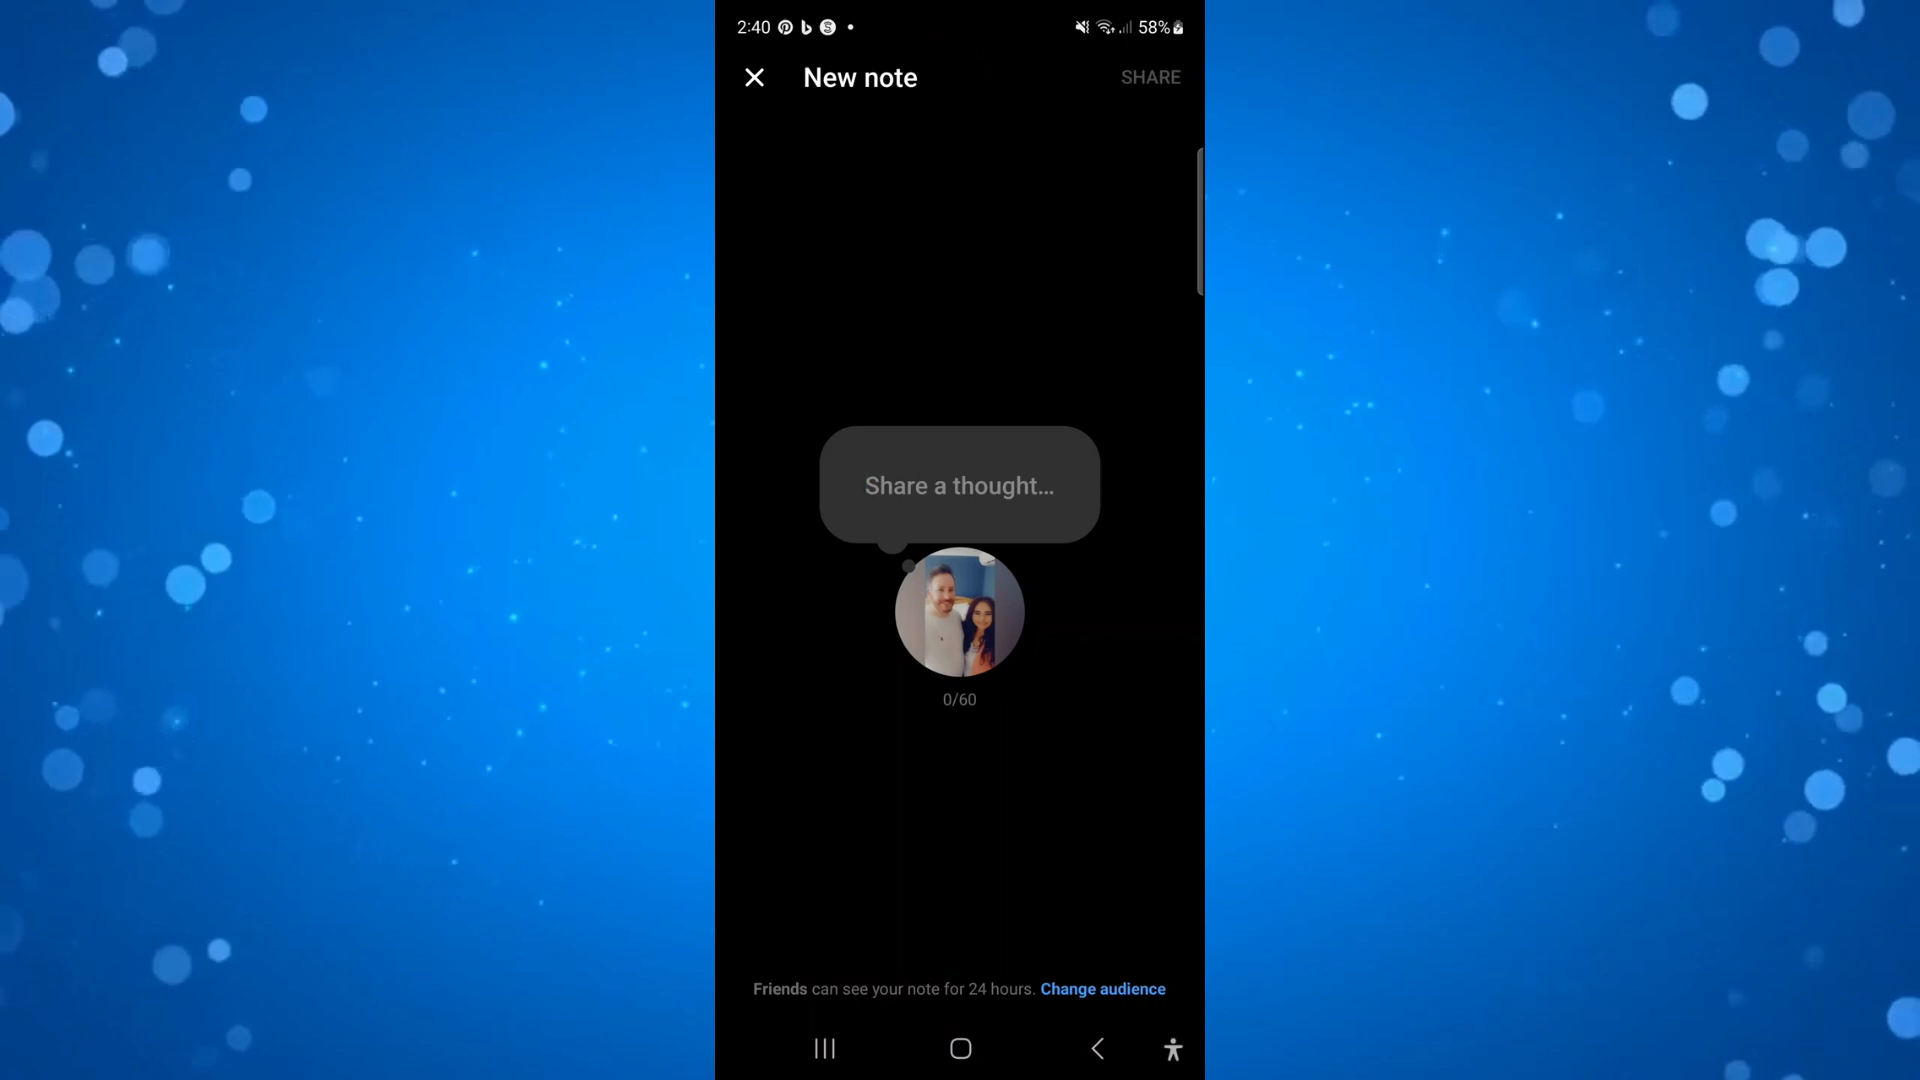 2:40 58%
New note SHARE
Share a thought...
0/60
Friends can see your note for 24 hours. Change audience